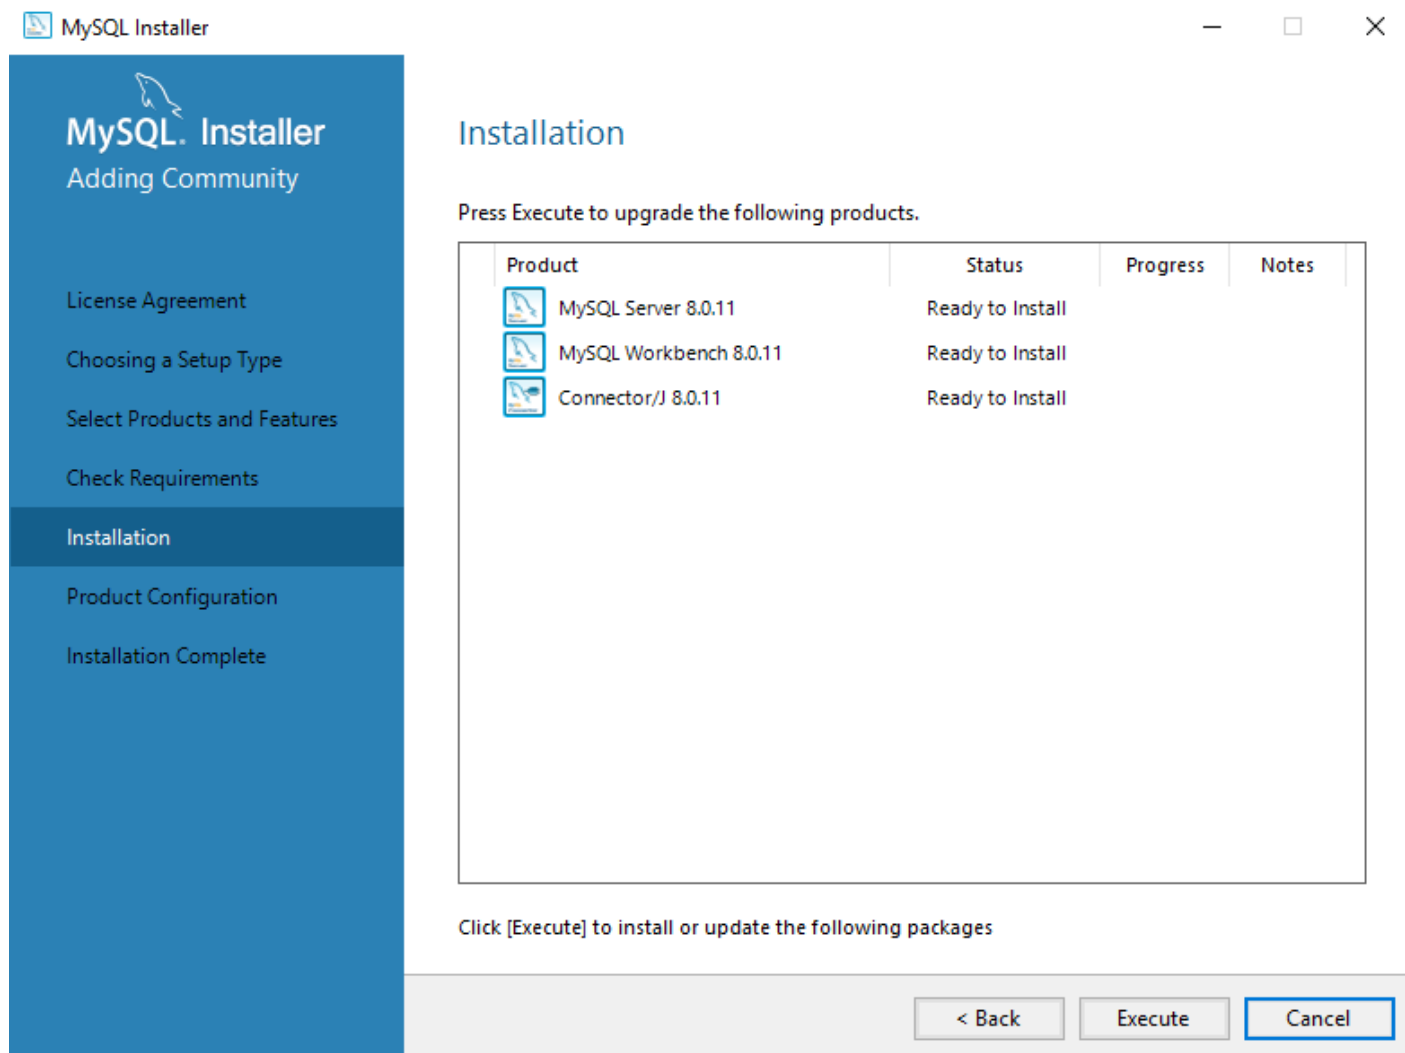 MySQL Installer
MySQL. Installer
Adding Community
License Agreement
Choosing a Setup Type
Select Products and Features
Check Requirements
Installation
Product Configuration
Installation Complete
Installation
Press Execute to upgrade the following products.
Product Status Progress Notes
MySQL Server 8.0.11 Ready to Install
MySQL Workbench 8.0.11 Ready to Install
Connector/J 8.0.11 Ready to Install
Click [Execute] to install or update the following packages
< Back Execute Cancel